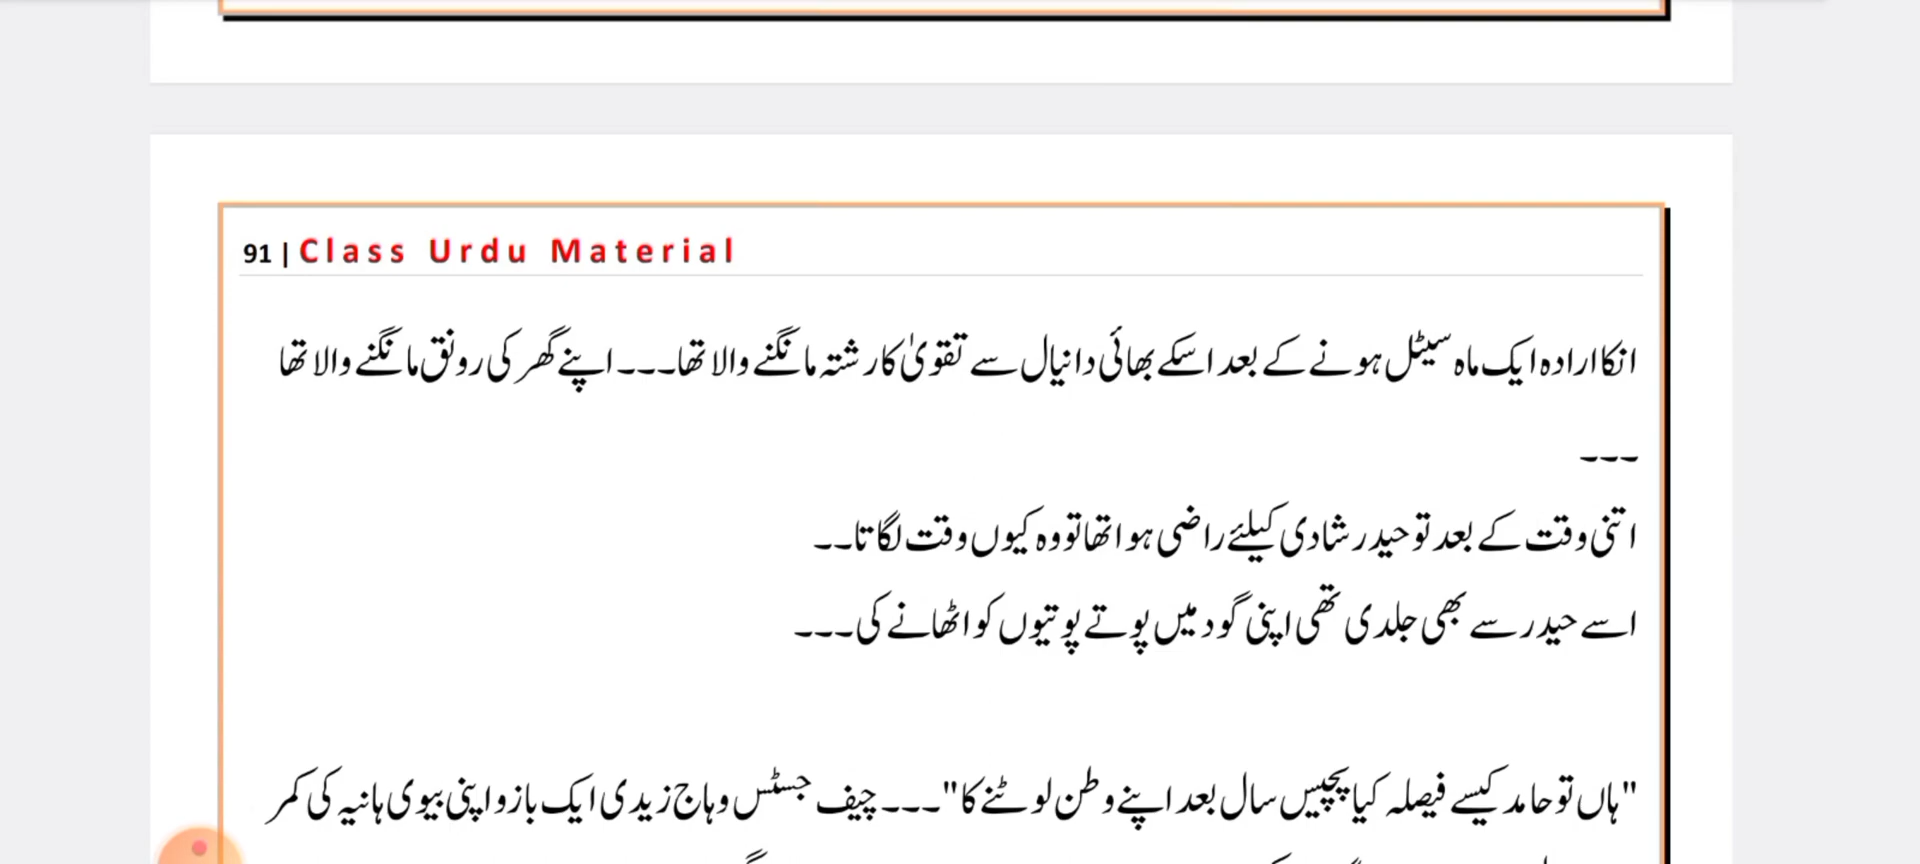 91 | Class Urdu Material
انکا ارادہ ایک ماہ سیٹل ہونے کے بعد اسکے بھائی دانیال سے تقویٰ کا رشتہ مانگنے والا تھا۔۔۔ اپنے گھر کی رونق مانگنے والا تھا
۔۔۔
اتنی وقت کے بعد تو حیدر شادی کیلئے راضی ہوا تھا تو وہ کیوں وقت لگاتا۔۔
اسے حیدر سے بھی جلدی تھی اپنی گود میں پوتے پوتیوں کو اٹھانے کی۔۔۔
"ہاں تو حامد کیسے فیصلہ کیا پچیس سال بعد اپنے وطن لوٹنے کا"۔۔۔ چیف جسٹس وہاج زیدی ایک بازو اپنی بیوی ہانیہ کی کمر